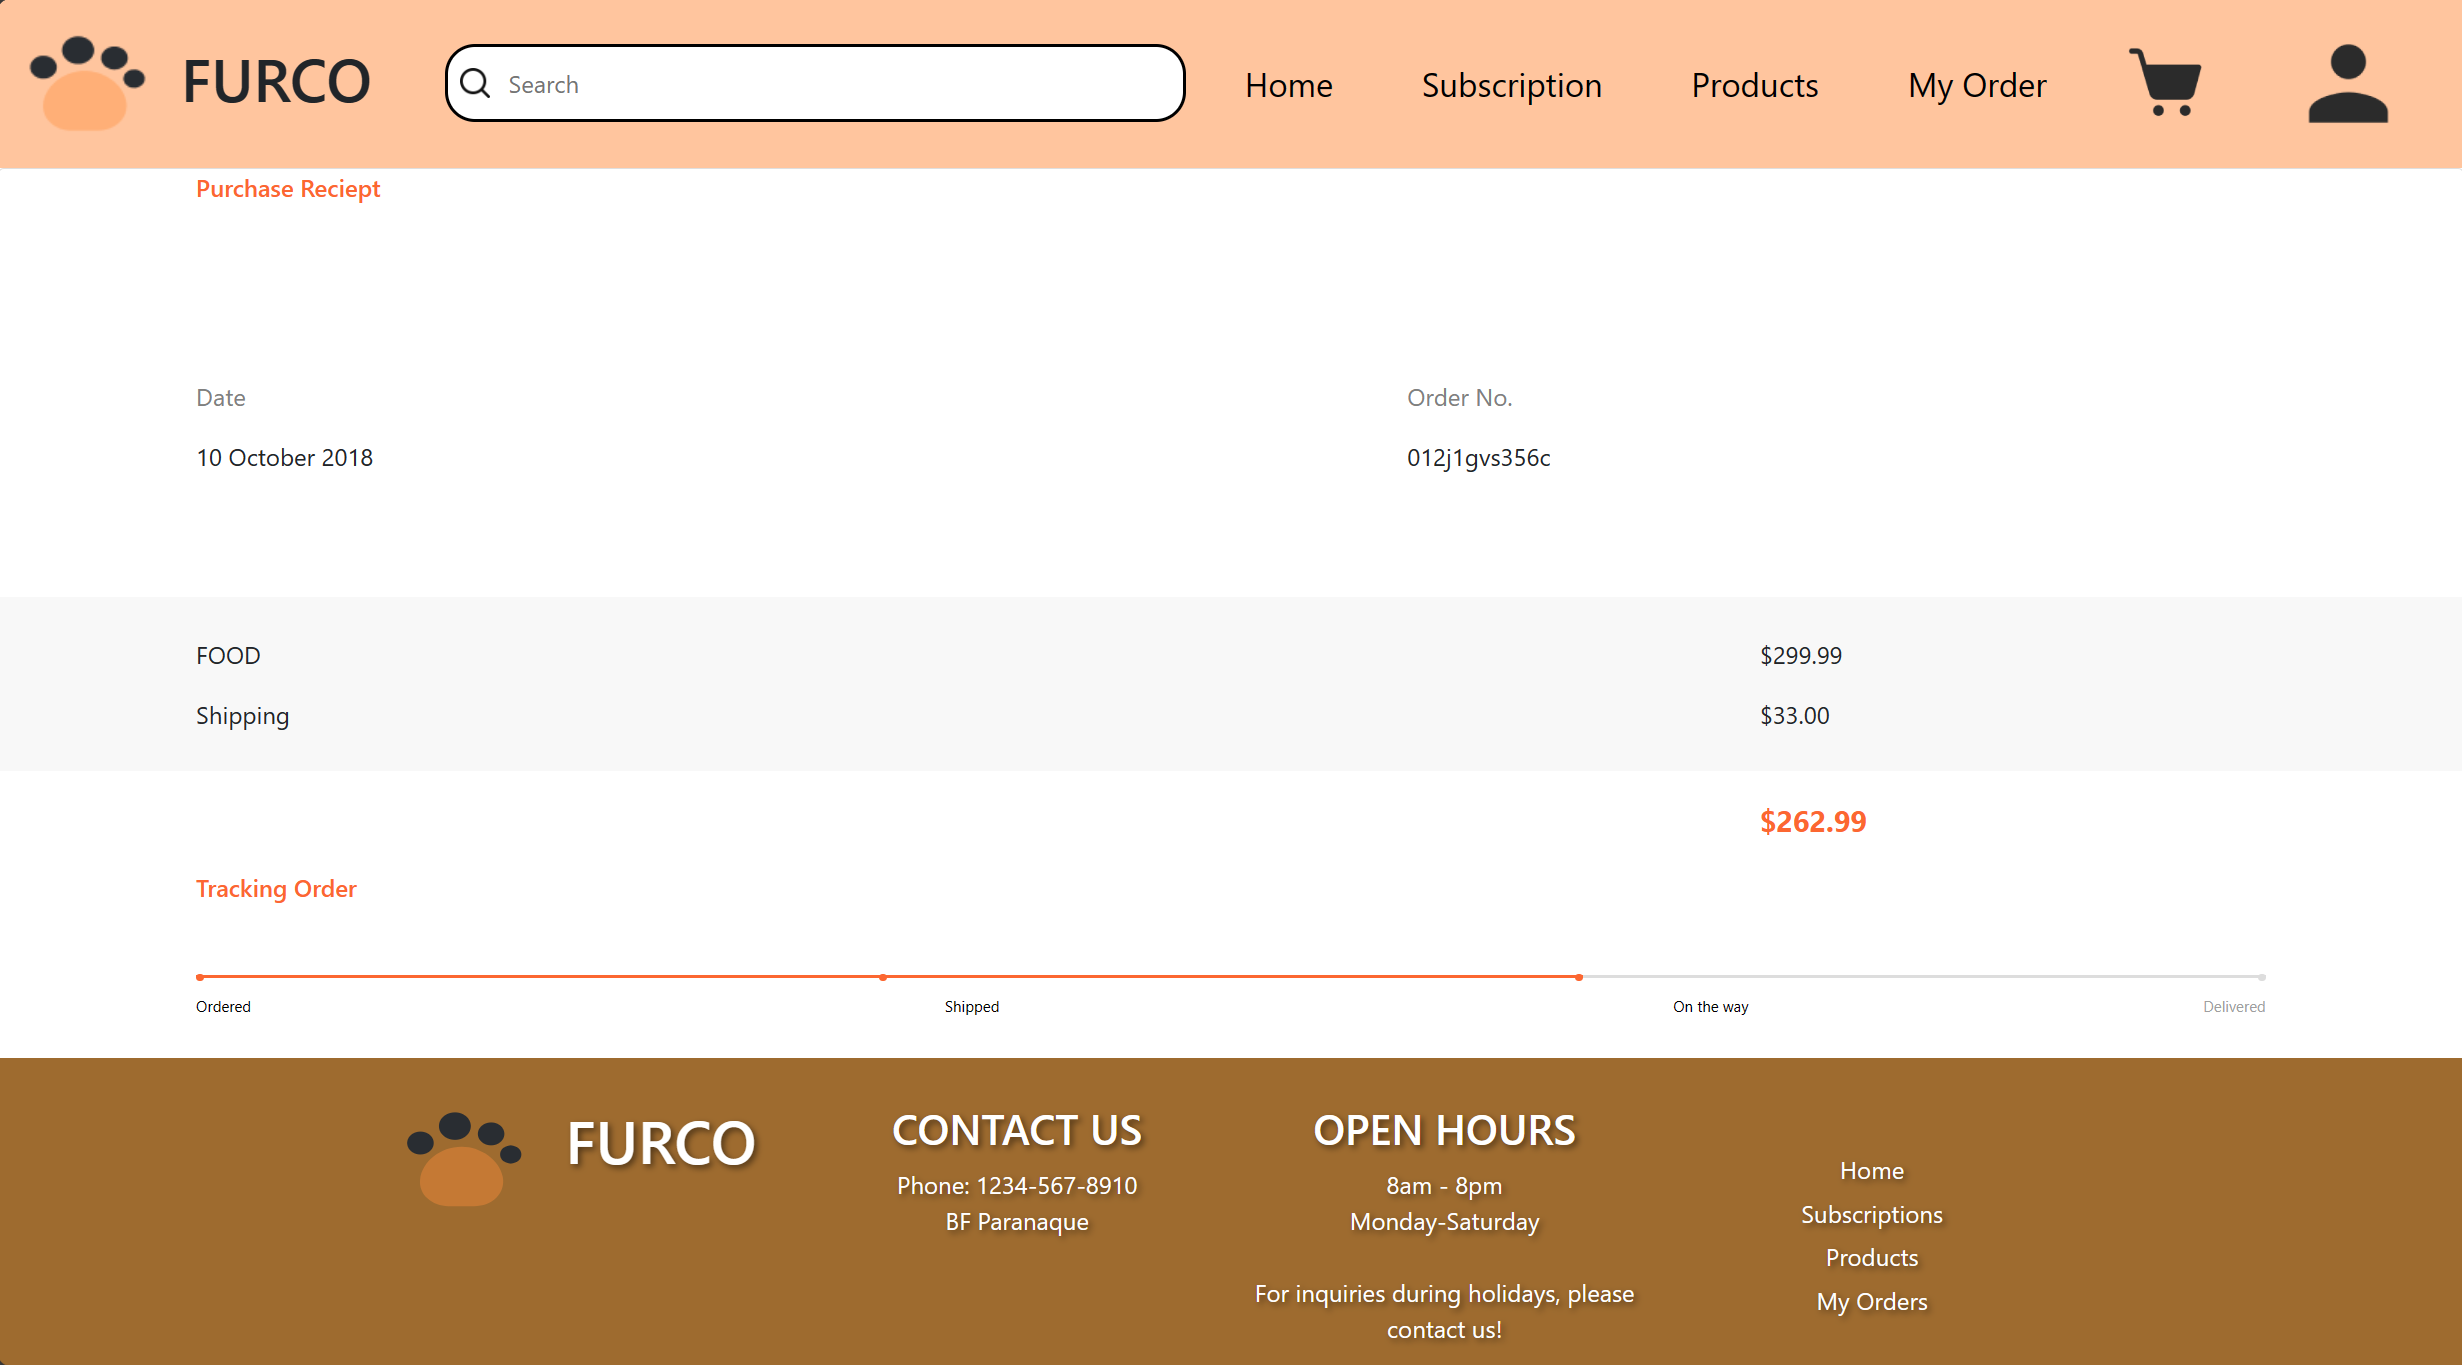 FURCO
Search
Home
Subscription
Products
My Order
Purchase Reciept
Date
Order No.
10 October 2018
012j1gvs356c
FOOD
$299.99
Shipping
$33.00
$262.99
Tracking Order
Ordered
Shipped
On the way
Delivered
FURCO
CONTACT US
Phone: 1234-567-8910
BF Paranaque
OPEN HOURS
8am - 8pm
Monday-Saturday
For inquiries during holidays, please
contact us!
Home
Subscriptions
Products
My Orders